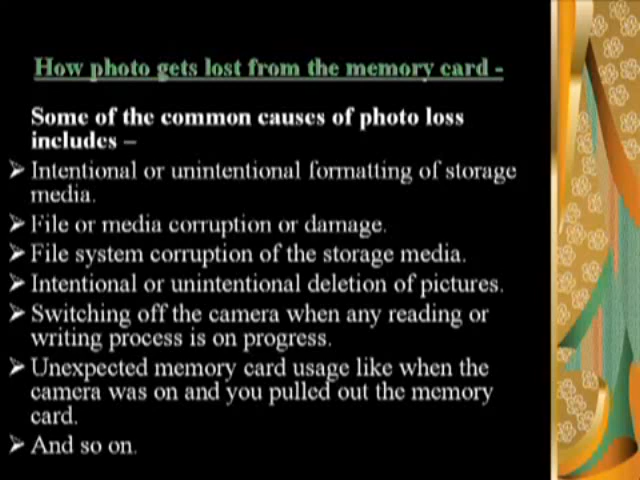 How photo gets lost from the memory card -
Some of the common causes of photo loss
includes –
➢ Intentional or unintentional formatting of storage
media.
➢ File or media corruption or damage.
➢ File system corruption of the storage media.
➢ Intentional or unintentional deletion of pictures.
➢ Switching off the camera when any reading or
writing process is on progress.
➢ Unexpected memory card usage like when the
camera was on and you pulled out the memory
card.
➢ And so on.